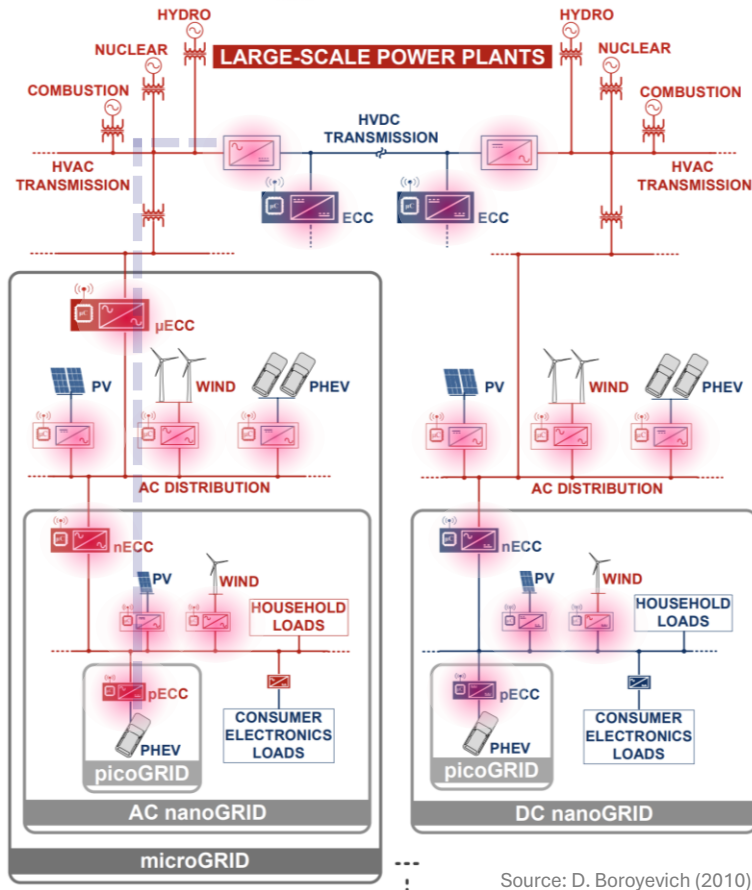 HYDRO
NUCLEAR
COMBUSTION
LARGE-SCALE POWER PLANTS
HYDRO
NUCLEAR
COMBUSTION
HVDC
TRANSMISSION
HVAC
TRANSMISSION
HVAC
TRANSMISSION
ECC
ECC
µECC
PV
WIND
PHEV
PV
WIND
PHEV
AC DISTRIBUTION
AC DISTRIBUTION
nECC
nECC
PV
WIND
HOUSEHOLD
LOADS
PV
WIND
HOUSEHOLD
LOADS
pECC
PHEV
CONSUMER
ELECTRONICS
LOADS
pECC
PHEV
CONSUMER
ELECTRONICS
LOADS
picoGRID
picoGRID
AC nanoGRID
DC nanoGRID
microGRID
Source: D. Boroyevich (2010)